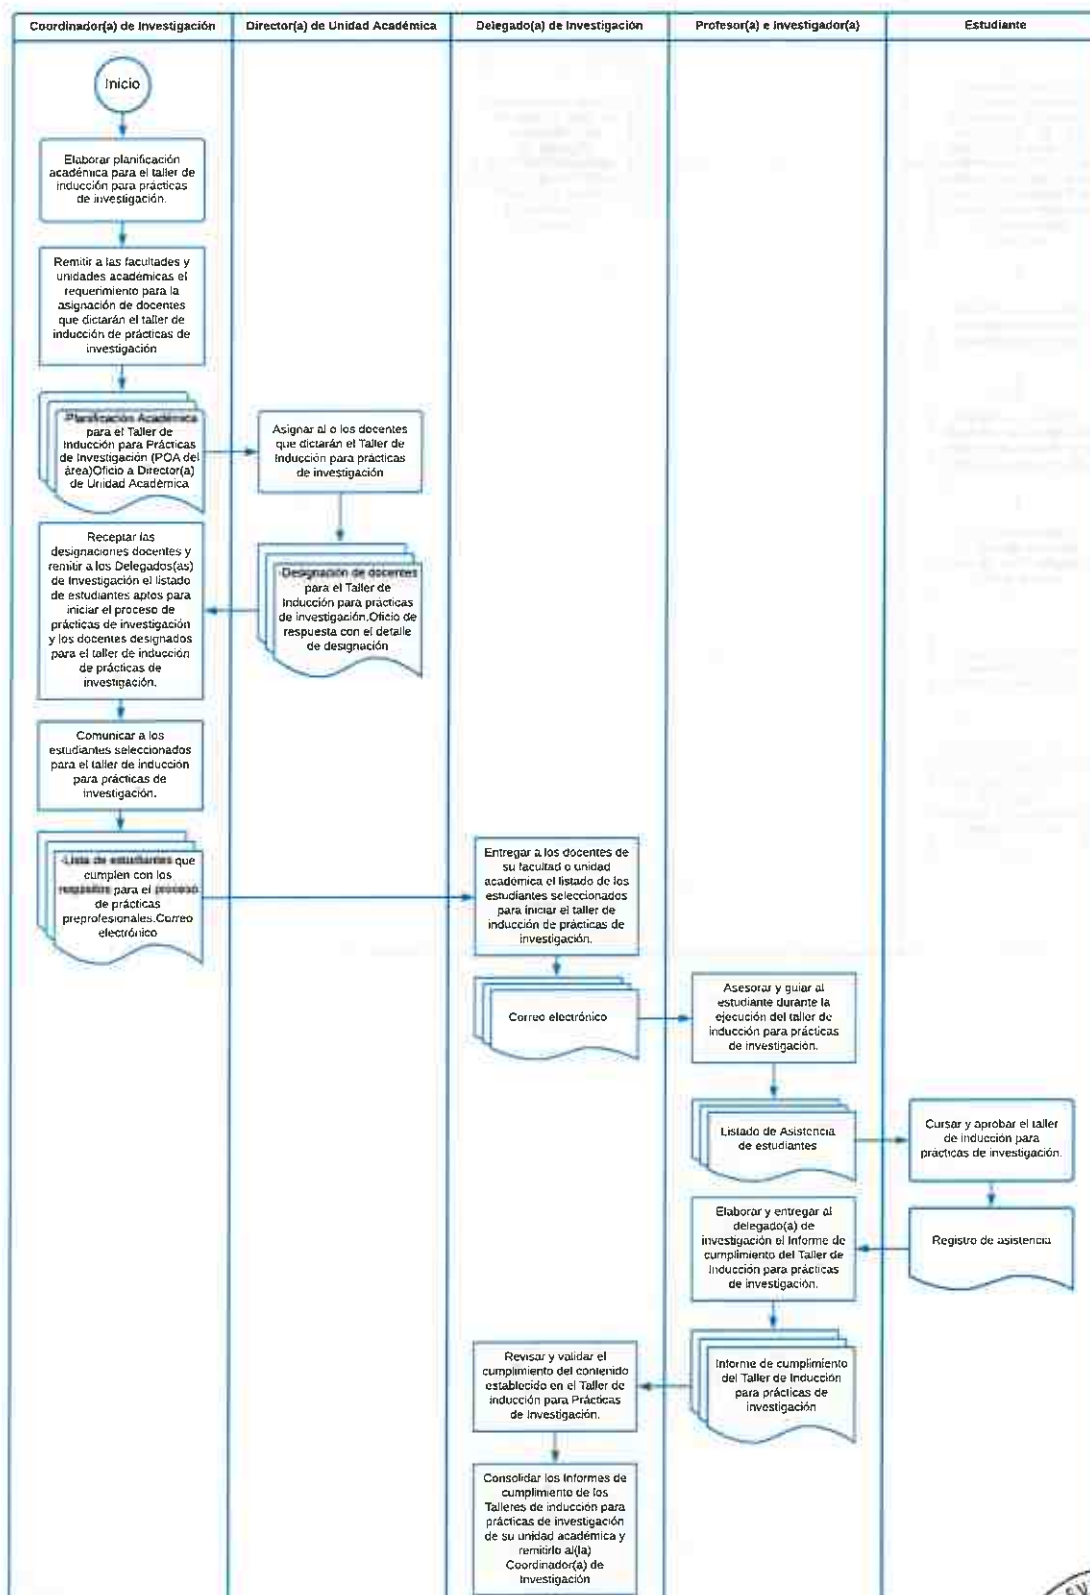 Coordinador(a) de Investigación
Director(a) de Unidad Académica
Delegado(a) de Investigación
Profesor(a) e Investigador(a)
Estudiante
Inicio
Elaborar planificación
académica para el taller de
inducción para prácticas
de investigación.
Remitir a las facultades y
unidades académicas el
requerimiento para la
asignación de docentes
que dictarán el taller de
inducción de prácticas de
investigación
-Planificación Académica
para el Taller de
Inducción para Prácticas
de Investigación (POA del
área)Oficio a Director(a)
de Unidad Académica
Asignar al o los docentes
que dictarán el Taller de
Inducción para prácticas
de investigación
-Designación de docentes
para el Taller de
Inducción para prácticas
de investigación.Oficio de
respuesta con el detalle
de designación
Receptar las
designaciones docentes y
remitir a los Delegados(as)
de Investigación el listado
de estudiantes aptos para
iniciar el proceso de
prácticas de investigación
y los docentes designados
para el taller de inducción
de prácticas de
investigación.
Comunicar a los
estudiantes seleccionados
para el taller de inducción
para prácticas de
investigación.
-Lista de estudiantes que
cumplen con los
requisitos para el proceso
de prácticas
preprofesionales.Correo
electrónico
Entregar a los docentes de
su facultad o unidad
académica el listado de los
estudiantes seleccionados
para iniciar el taller de
inducción de prácticas de
investigación.
Correo electrónico
Asesorar y guiar al
estudiante durante la
ejecución del taller de
inducción para prácticas
de investigación.
Listado de Asistencia
de estudiantes
Cursar y aprobar el taller
de inducción para
prácticas de investigación.
Registro de asistencia
Elaborar y entregar al
delegado(a) de
investigación el Informe de
cumplimiento del Taller de
Inducción para prácticas
de investigación.
Informe de cumplimiento
del Taller de Inducción
para prácticas de
investigación
Revisar y validar el
cumplimiento del contenido
establecido en el Taller de
inducción para Prácticas
de Investigación.
Consolidar los Informes de
cumplimiento de los
Talleres de inducción para
prácticas de investigación
de su unidad académica y
remitirlo al(la)
Coordinador(a) de
Investigación